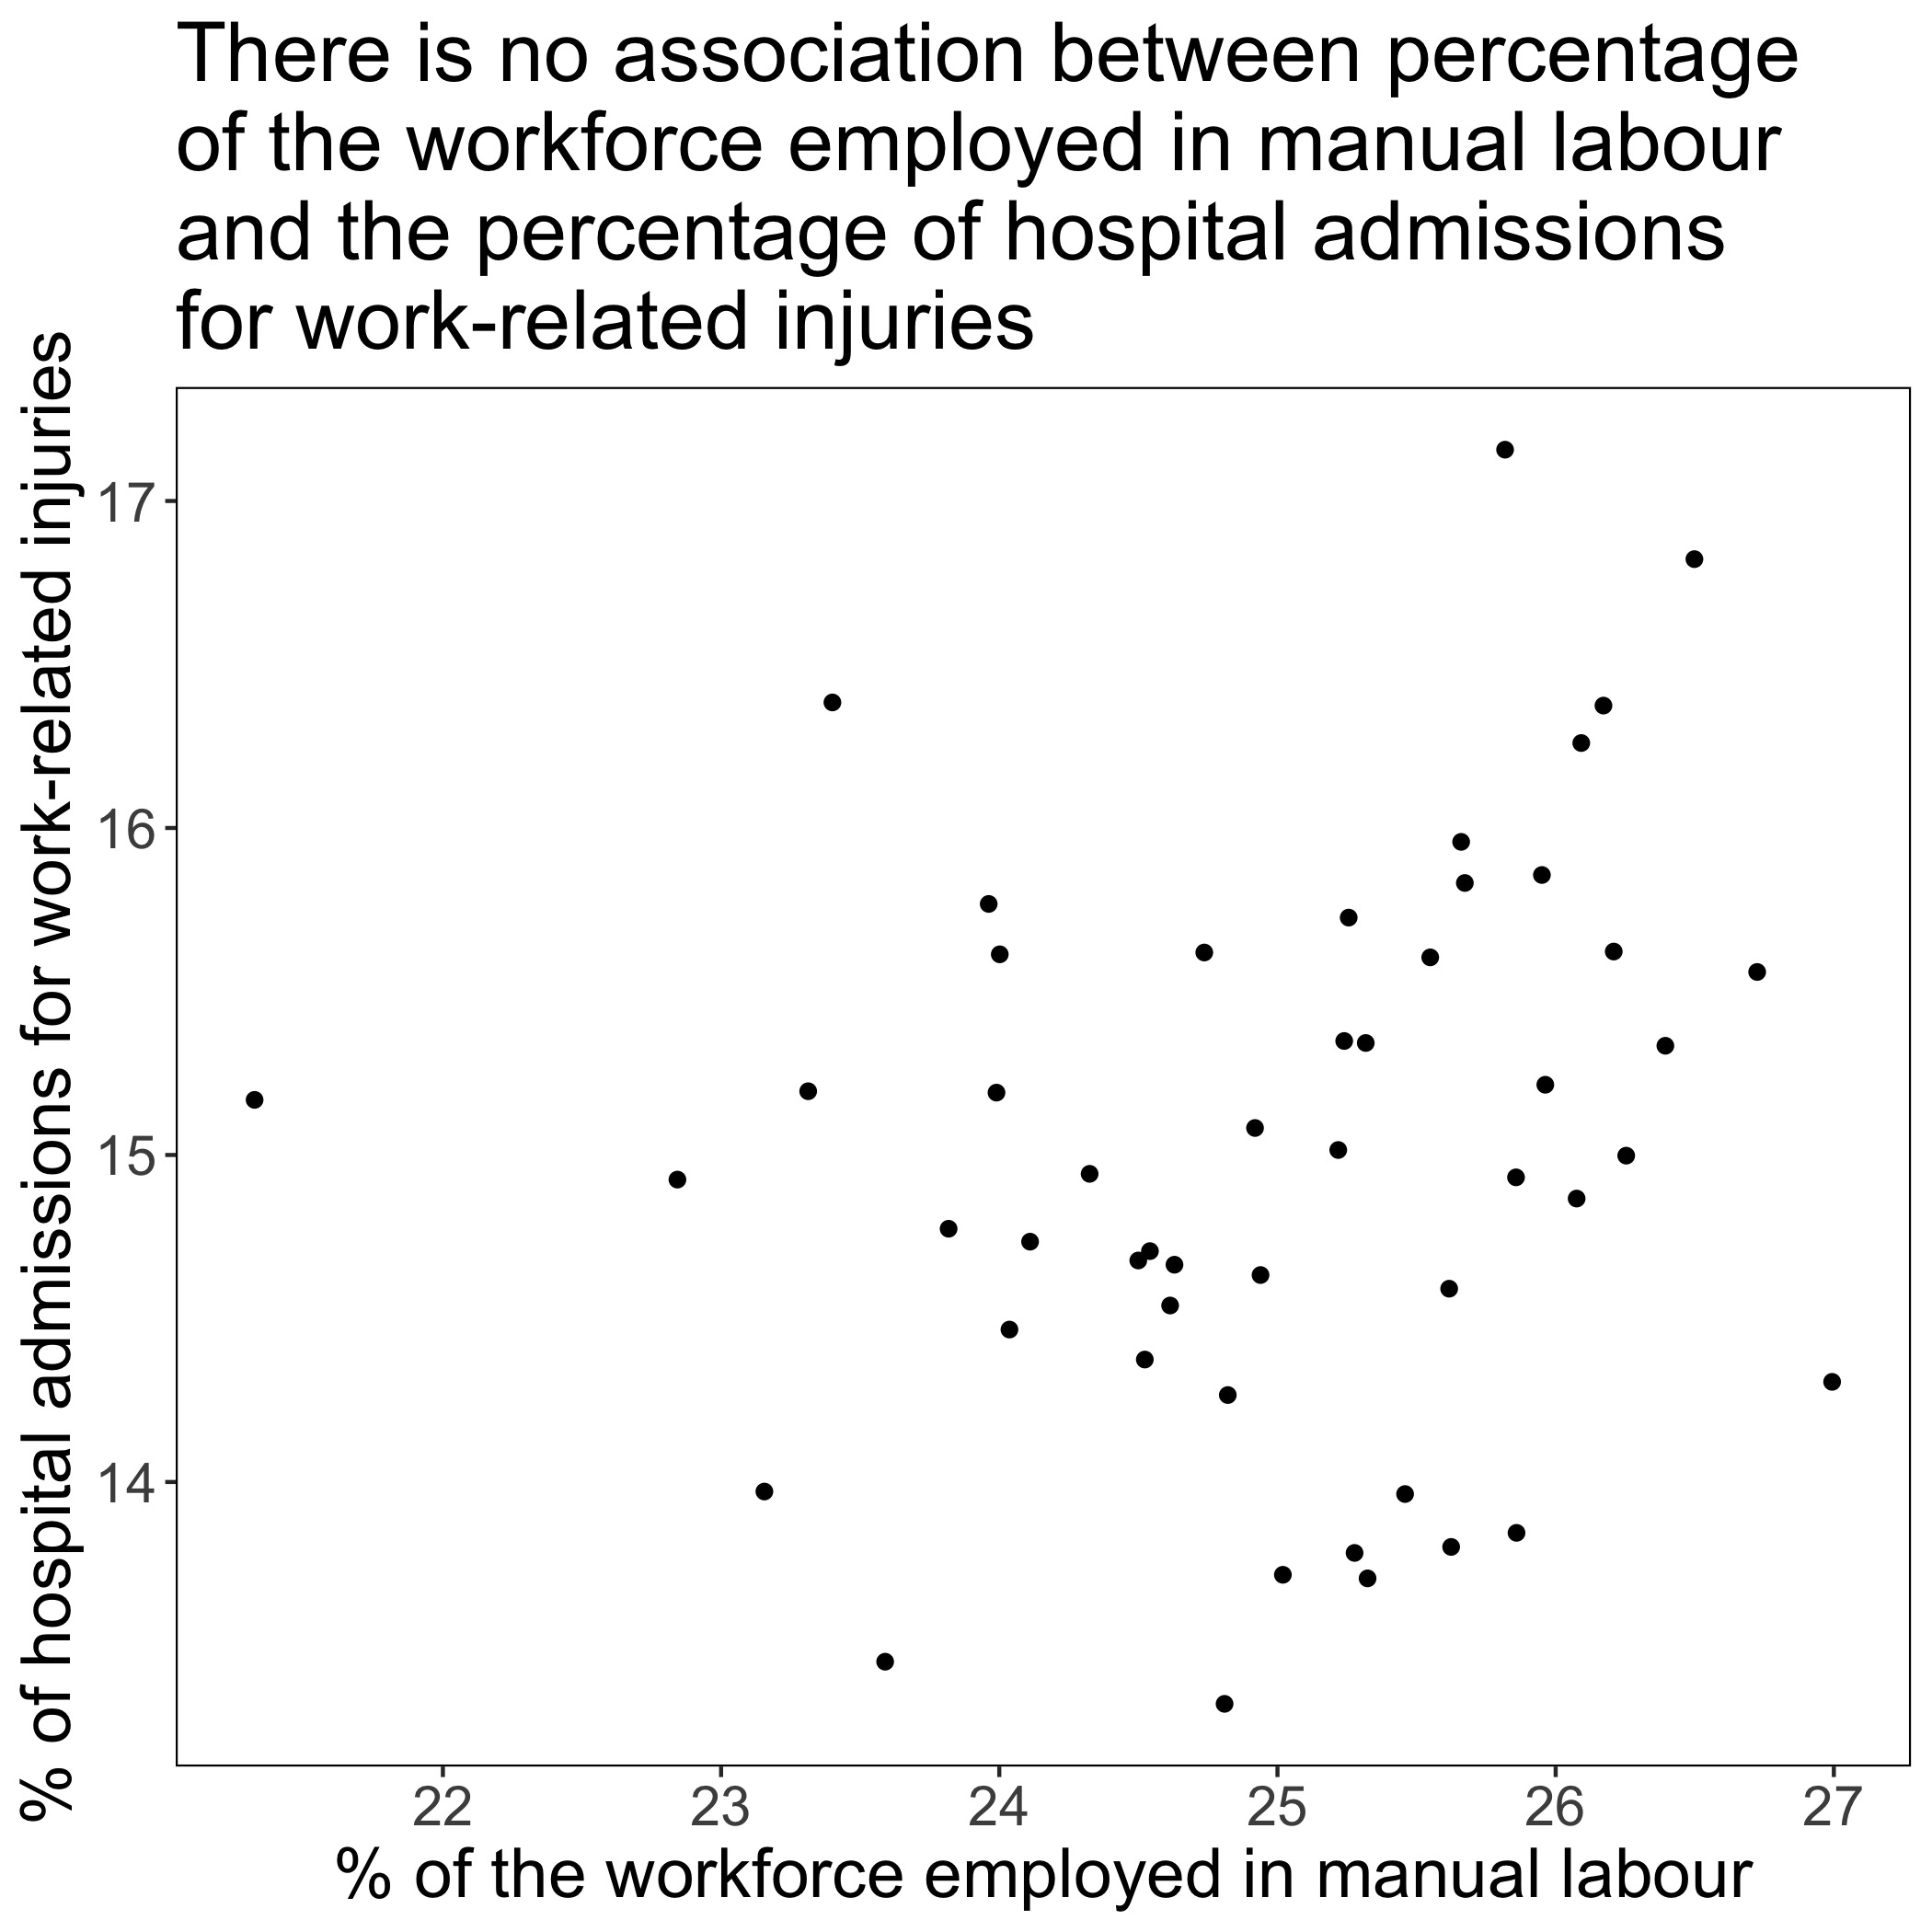 There is no association between percentage
of the workforce employed in manual labour
and the percentage of hospital admissions
for work-related injuries
% of hospital admissions for work-related injuries
17
16
15
14
22 23 24 25 26 27
% of the workforce employed in manual labour